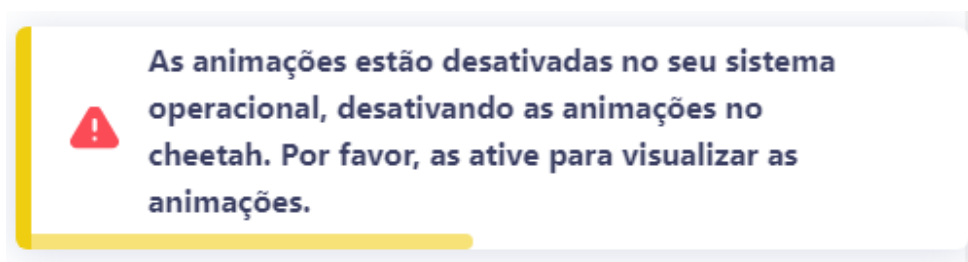 As animações estão desativadas no seu sistema
operacional, desativando as animações no
cheetah. Por favor, as ative para visualizar as
animações.